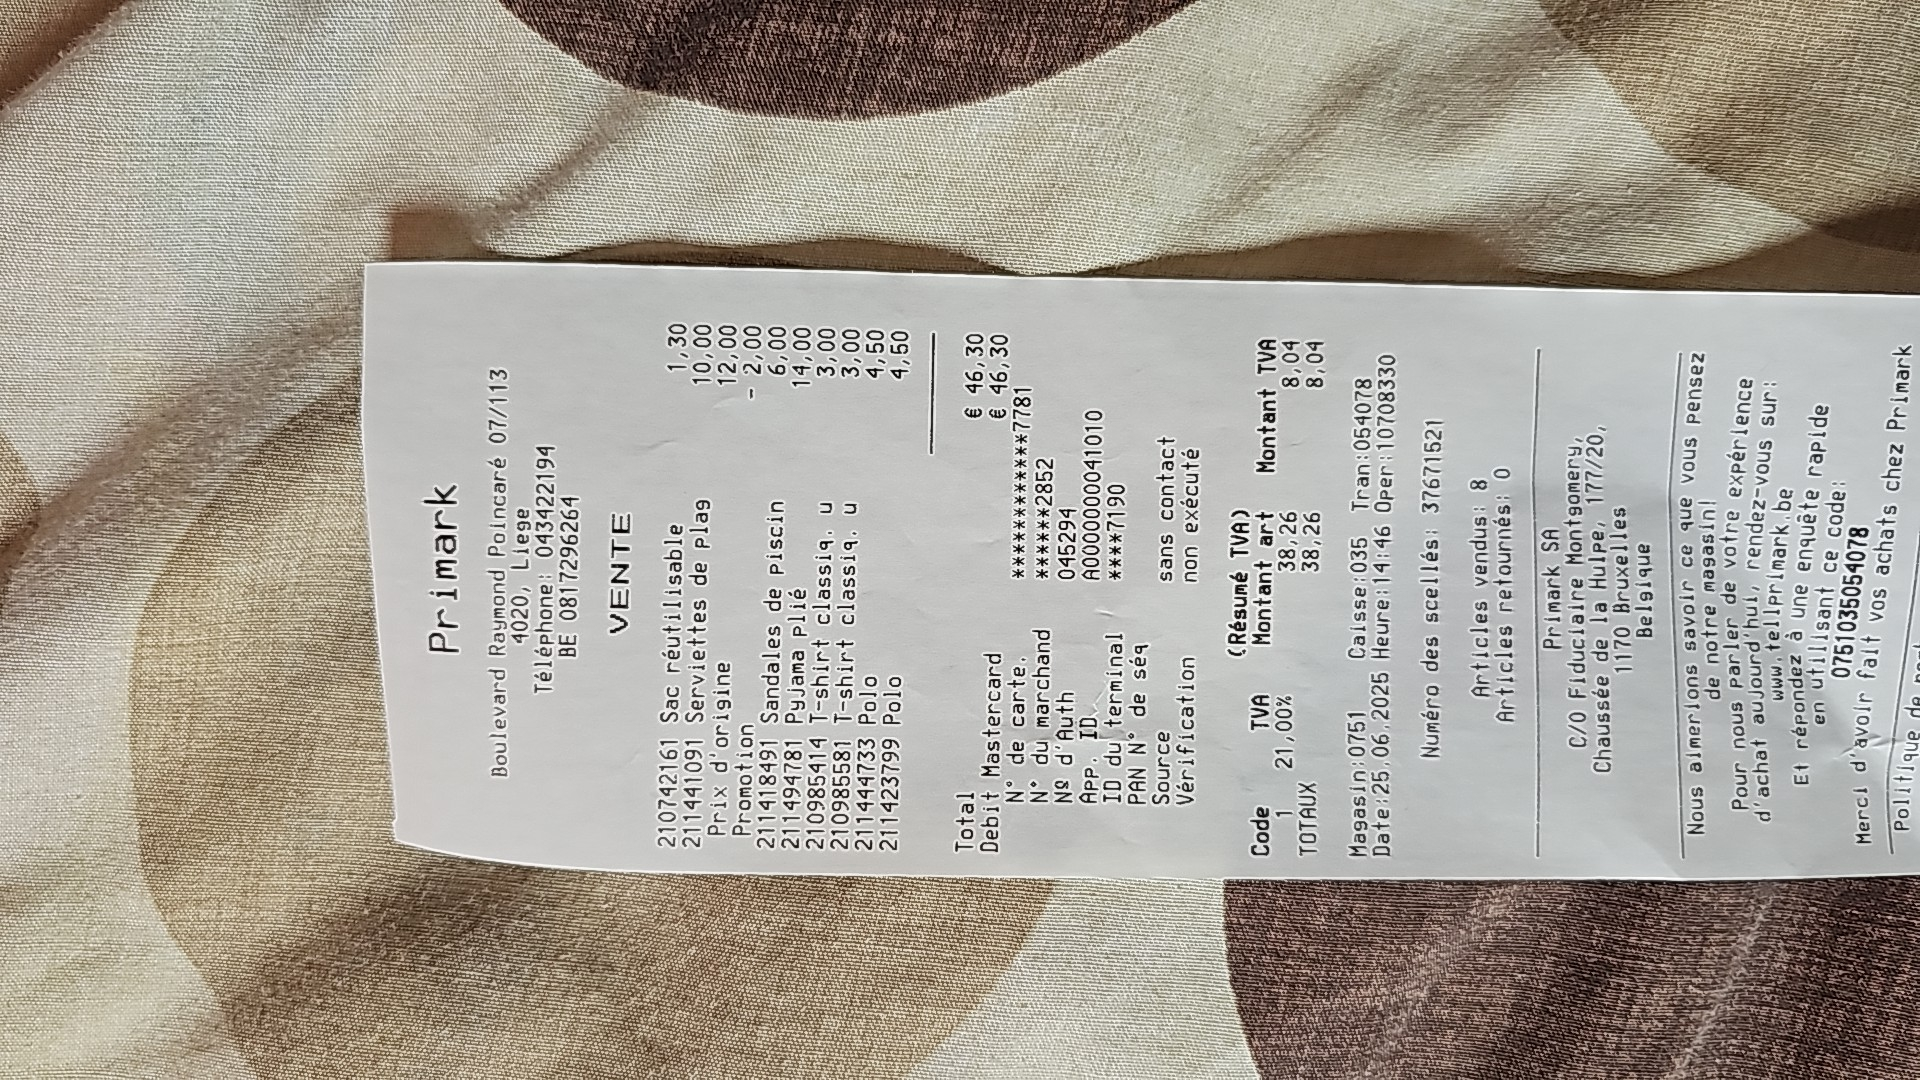 Primark
Boulevard Raymond Poincaré 07/113
4020, Liege
Téléphone: 043422194
BE 0817296264
VENTE
210742161 Sac réutilisable 1,30
211441091 Serviettes de plag 10,00
Prix d'origine 12,00
Promotion - 2,00
211418491 Sandales de piscin 6,00
211494781 Pyjama plié 14,00
210985414 T-shirt classiq. u 3,00
210985581 T-shirt classiq. u 3,00
211444733 Polo 4,50
211423799 Polo 4,50
Total € 46,30
Debit Mastercard € 46,30
N° de carte. ************7781
N° du marchand ******2852
Nº d'Auth 045294
App. ID A0000000041010
ID du terminal ****7190
PAN N° de séq
Source sans contact
Vérification non exécuté
(Résumé TVA)
Code TVA Montant art Montant TVA
1 21,00% 38,26 8,04
TOTAUX 38,26 8,04
Magasin:0751 Caisse:035 Tran:054078
Date:25.06.2025 Heure:14:46 Oper:10708330
Numéro des scellés: 37671521
Articles vendus: 8
Articles retournés: 0
Primark SA
C/O Fiduciaire Montgomery,
Chaussée de la Hulpe, 177/20,
1170 Bruxelles
Belgique
Nous aimerions savoir ce que vous pensez
de notre magasin!
Pour nous parler de votre expérience
d'achat aujourd'hui, rendez-vous sur:
www.tellprimark.be
Et répondez à une enquête rapide
en utilisant ce code:
075103505​4078
Merci d'avoir fait vos achats chez Primark
Politique de